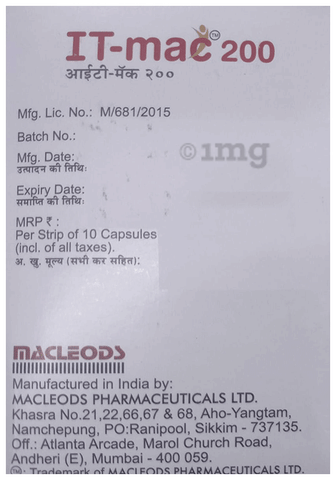 IT-mac™ 200
आईटी-मॅक २००
Mfg. Lic. No.: M/681/2015
Batch No.:
©1mg
Mfg. Date:
उत्पादन की तिथि:
Expiry Date:
समाप्ति की तिथि:
MRP ₹ :
Per Strip of 10 Capsules
(incl. of all taxes).
अ. खु. मूल्य (सभी कर सहित):
MACLEODS
Manufactured in India by:
MACLEODS PHARMACEUTICALS LTD.
Khasra No.21,22,66,67 & 68, Aho-Yangtam,
Namchepung, PO:Ranipool, Sikkim - 737135.
Off.: Atlanta Arcade, Marol Church Road,
Andheri (E), Mumbai - 400 059.
™: Trademark of MACLEODS PHARMACEUTICALS LTD.